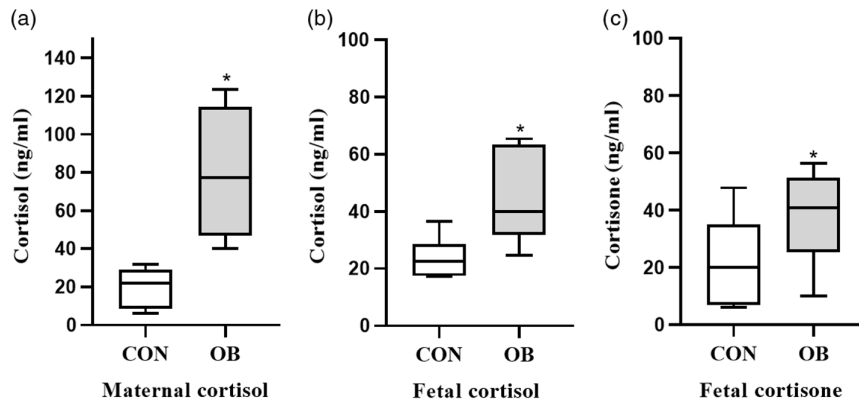 (a)
Cortisol (ng/ml)
140
120
100
80
60
40
20
0
*
CON OB
Maternal cortisol
(b)
Cortisol (ng/ml)
100
80
60
40
20
0
*
CON OB
Fetal cortisol
(c)
Cortisone (ng/ml)
100
80
60
40
20
0
*
CON OB
Fetal cortisone